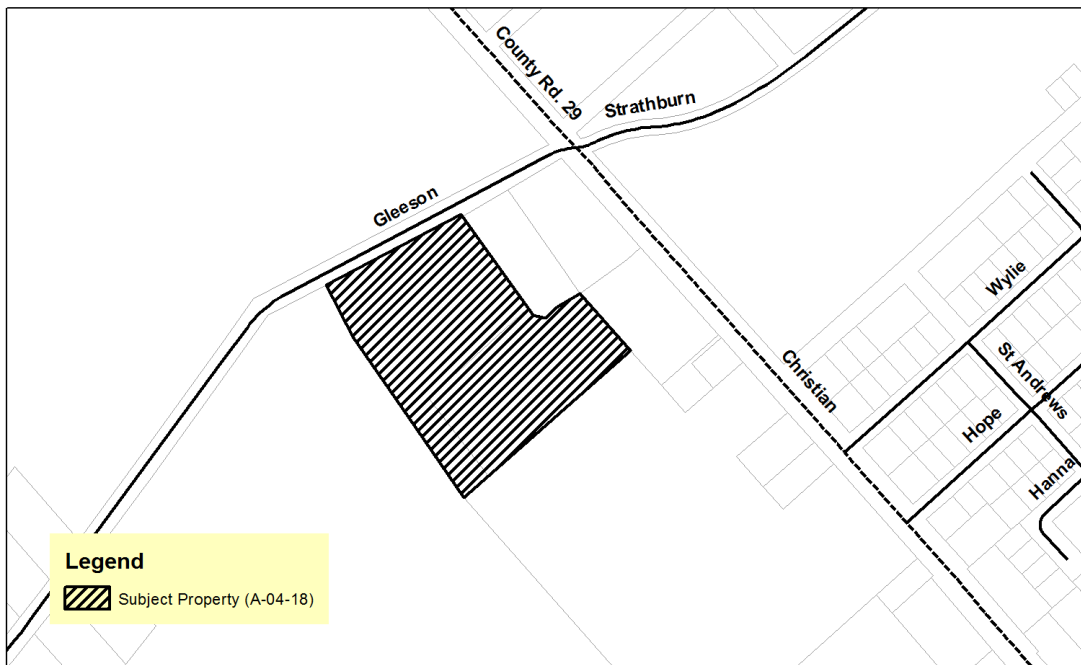 County Rd. 29
Strathburn
Gleeson
Wylie
Christian
St Andrews
Hope
Hanna
Legend
Subject Property (A-04-18)